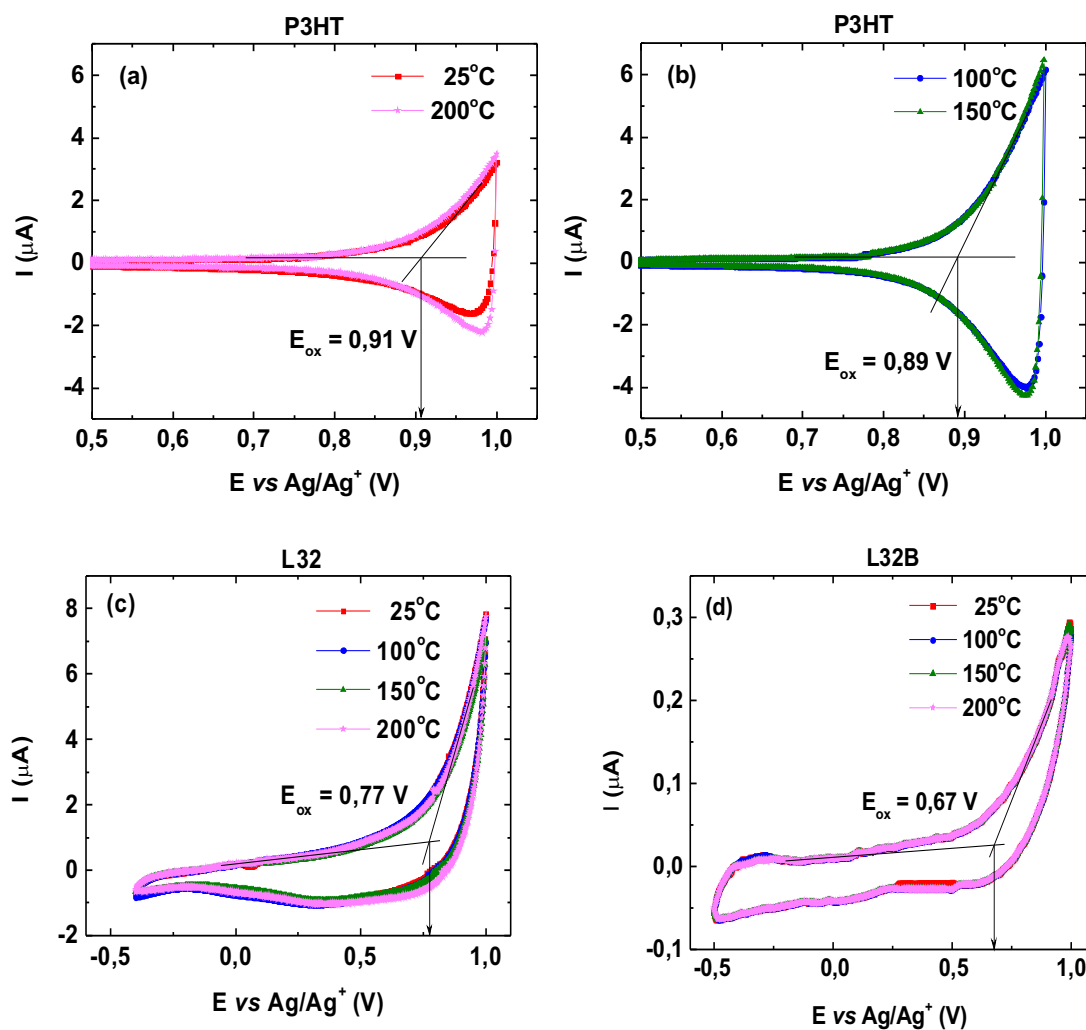 P3HT
(a)
25°C
200°C
6
4
2
0
-2
-4
I (μA)
E_ox = 0,91 V
0,5 0,6 0,7 0,8 0,9 1,0
E vs Ag/Ag⁺ (V)
P3HT
(b)
100°C
150°C
6
4
2
0
-2
-4
I (μA)
E_ox = 0,89 V
0,5 0,6 0,7 0,8 0,9 1,0
E vs Ag/Ag⁺ (V)
L32
(c)
25°C
100°C
150°C
200°C
8
6
4
2
0
-2
I (μA)
E_ox = 0,77 V
-0,5 0,0 0,5 1,0
E vs Ag/Ag⁺ (V)
L32B
(d)
25°C
100°C
150°C
200°C
0,3
0,2
0,1
0,0
-0,1
I (μA)
E_ox = 0,67 V
-0,5 0,0 0,5 1,0
E vs Ag/Ag⁺ (V)